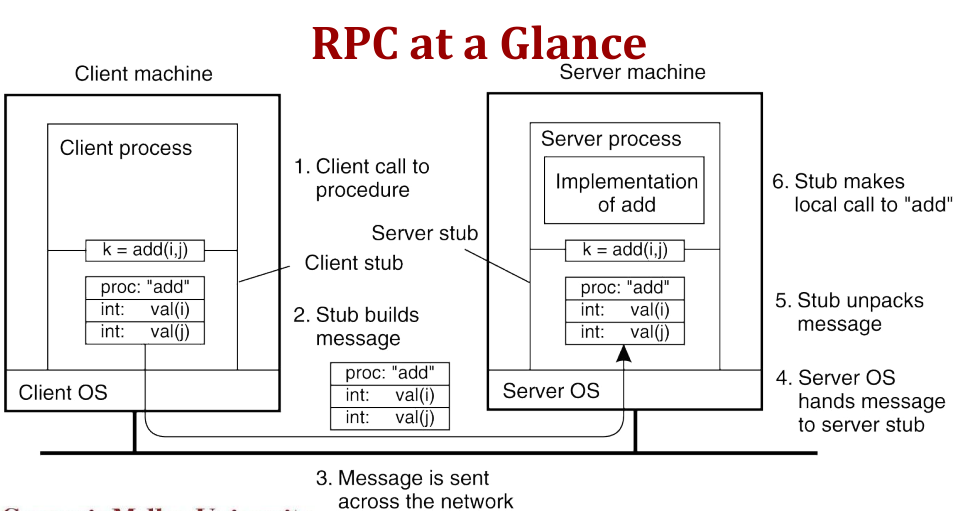 RPC at a Glance
Client machine
Server machine
Client process
1. Client call to
procedure
Server process
Implementation
of add
6. Stub makes
local call to "add"
Server stub
k = add(i,j)
Client stub
k = add(i,j)
proc: "add"
int: val(i)
int: val(j)
2. Stub builds
message
proc: "add"
int: val(i)
int: val(j)
proc: "add"
int: val(i)
int: val(j)
5. Stub unpacks
message
Client OS
Server OS
4. Server OS
hands message
to server stub
3. Message is sent
across the network